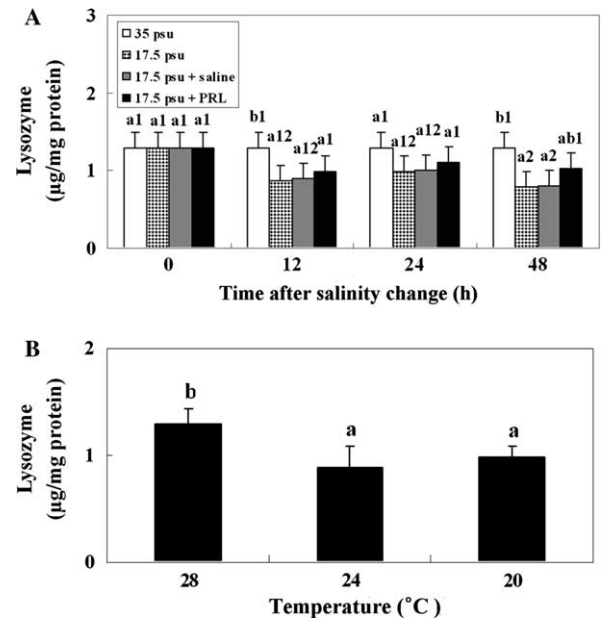 A
3
35 psu
17.5 psu
17.5 psu + saline
17.5 psu + PRL
2
Lysozyme
(µg/mg protein)
a1 a1 a1 a1 b1 a12 a12 a1 a1 a12 a12 a1 b1 a2 a2 ab1
1
0
0 12 24 48
Time after salinity change (h)
B
2
b a a
Lysozyme
(µg/mg protein)
1
0
28 24 20
Temperature (°C)